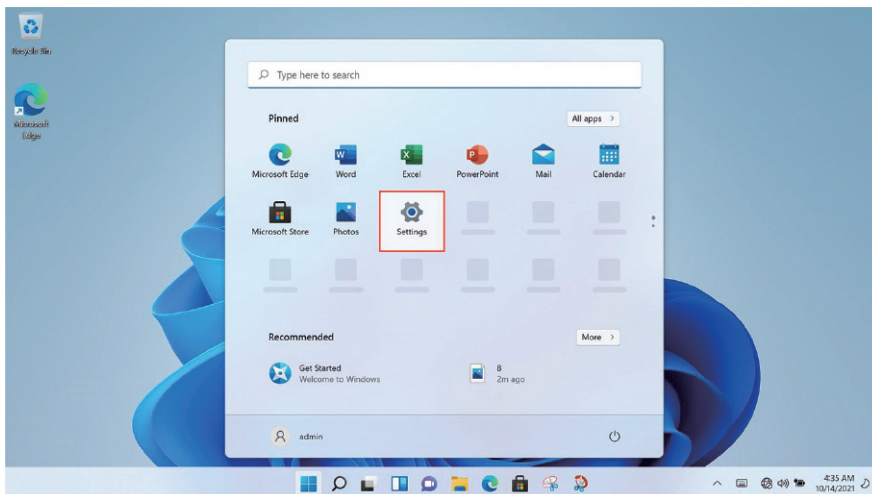 Recycle Bin
Microsoft
Edge
Type here to search
Pinned
All apps >
Microsoft Edge
Word
Excel
PowerPoint
Mail
Calendar
Microsoft Store
Photos
Settings
Recommended
More >
Get Started
Welcome to Windows
8
2m ago
admin
4:35 AM
10/14/2021